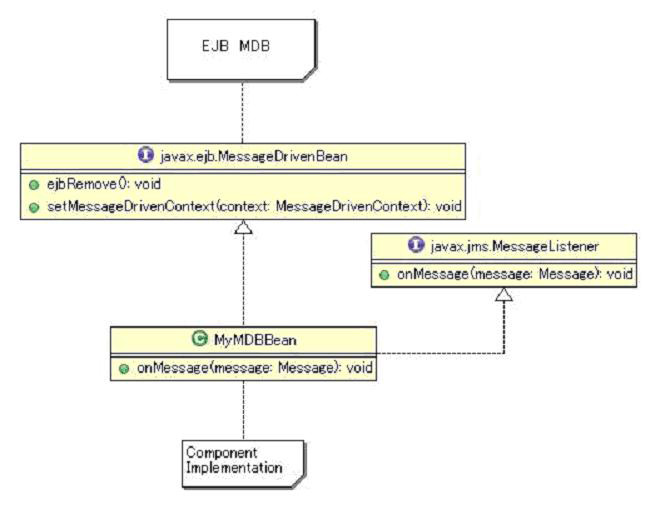 EJB MDB
I javax.ejb.MessageDrivenBean
ejbRemove(): void
setMessageDrivenContext(context: MessageDrivenContext): void
I javax.jms.MessageListener
onMessage(message: Message): void
C MyMDBBean
onMessage(message: Message): void
Component
Implementation